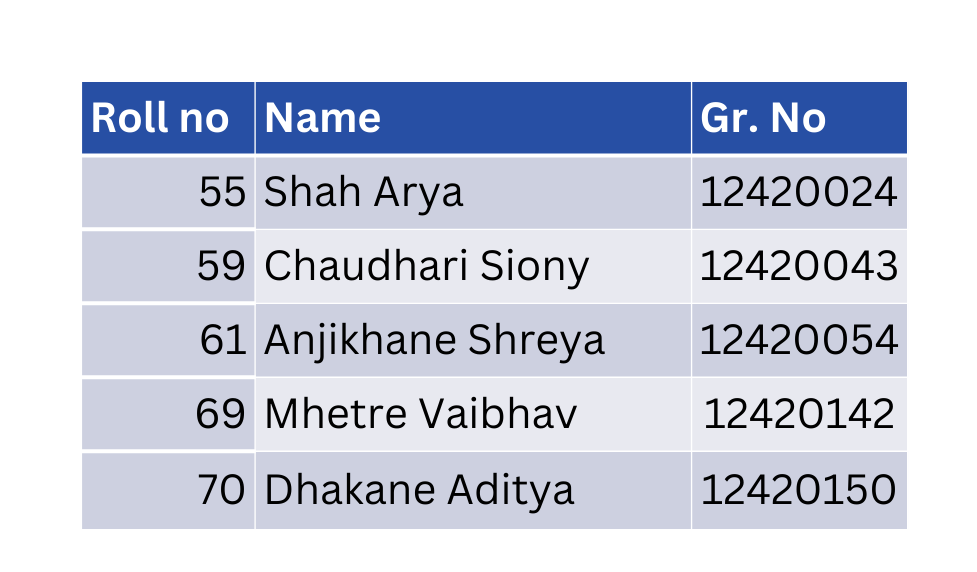 Roll no Name Gr. No
55 Shah Arya 12420024
59 Chaudhari Siony 12420043
61 Anjikhane Shreya 12420054
69 Mhetre Vaibhav 12420142
70 Dhakane Aditya 12420150